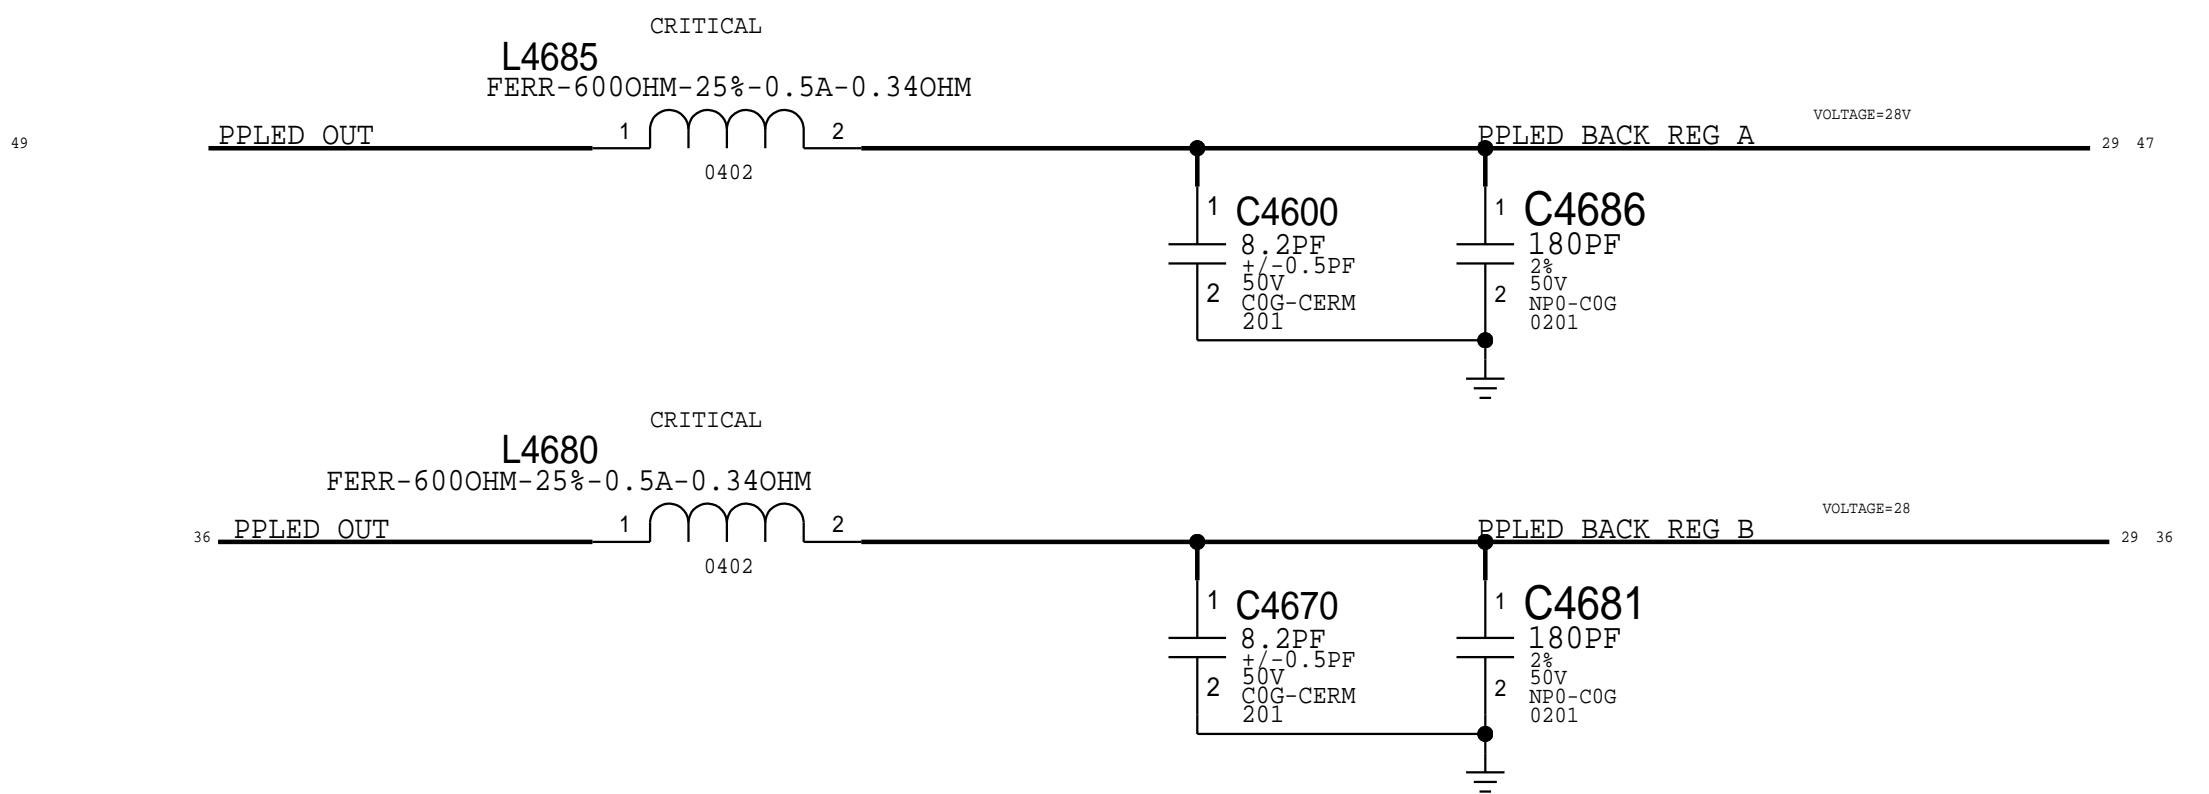 CRITICAL
L4685
FERR-600OHM-25%-0.5A-0.34OHM
49 PPLED OUT 1 2 PPLED BACK REG A VOLTAGE=28V 29 47
0402
1 C4600
8.2PF
+/-0.5PF
50V
2 C0G-CERM
201
1 C4686
180PF
2%
50V
2 NP0-C0G
0201
CRITICAL
L4680
FERR-600OHM-25%-0.5A-0.34OHM
36 PPLED OUT 1 2 PPLED BACK REG B VOLTAGE=28 29 36
0402
1 C4670
8.2PF
+/-0.5PF
50V
2 C0G-CERM
201
1 C4681
180PF
2%
50V
2 NP0-C0G
0201